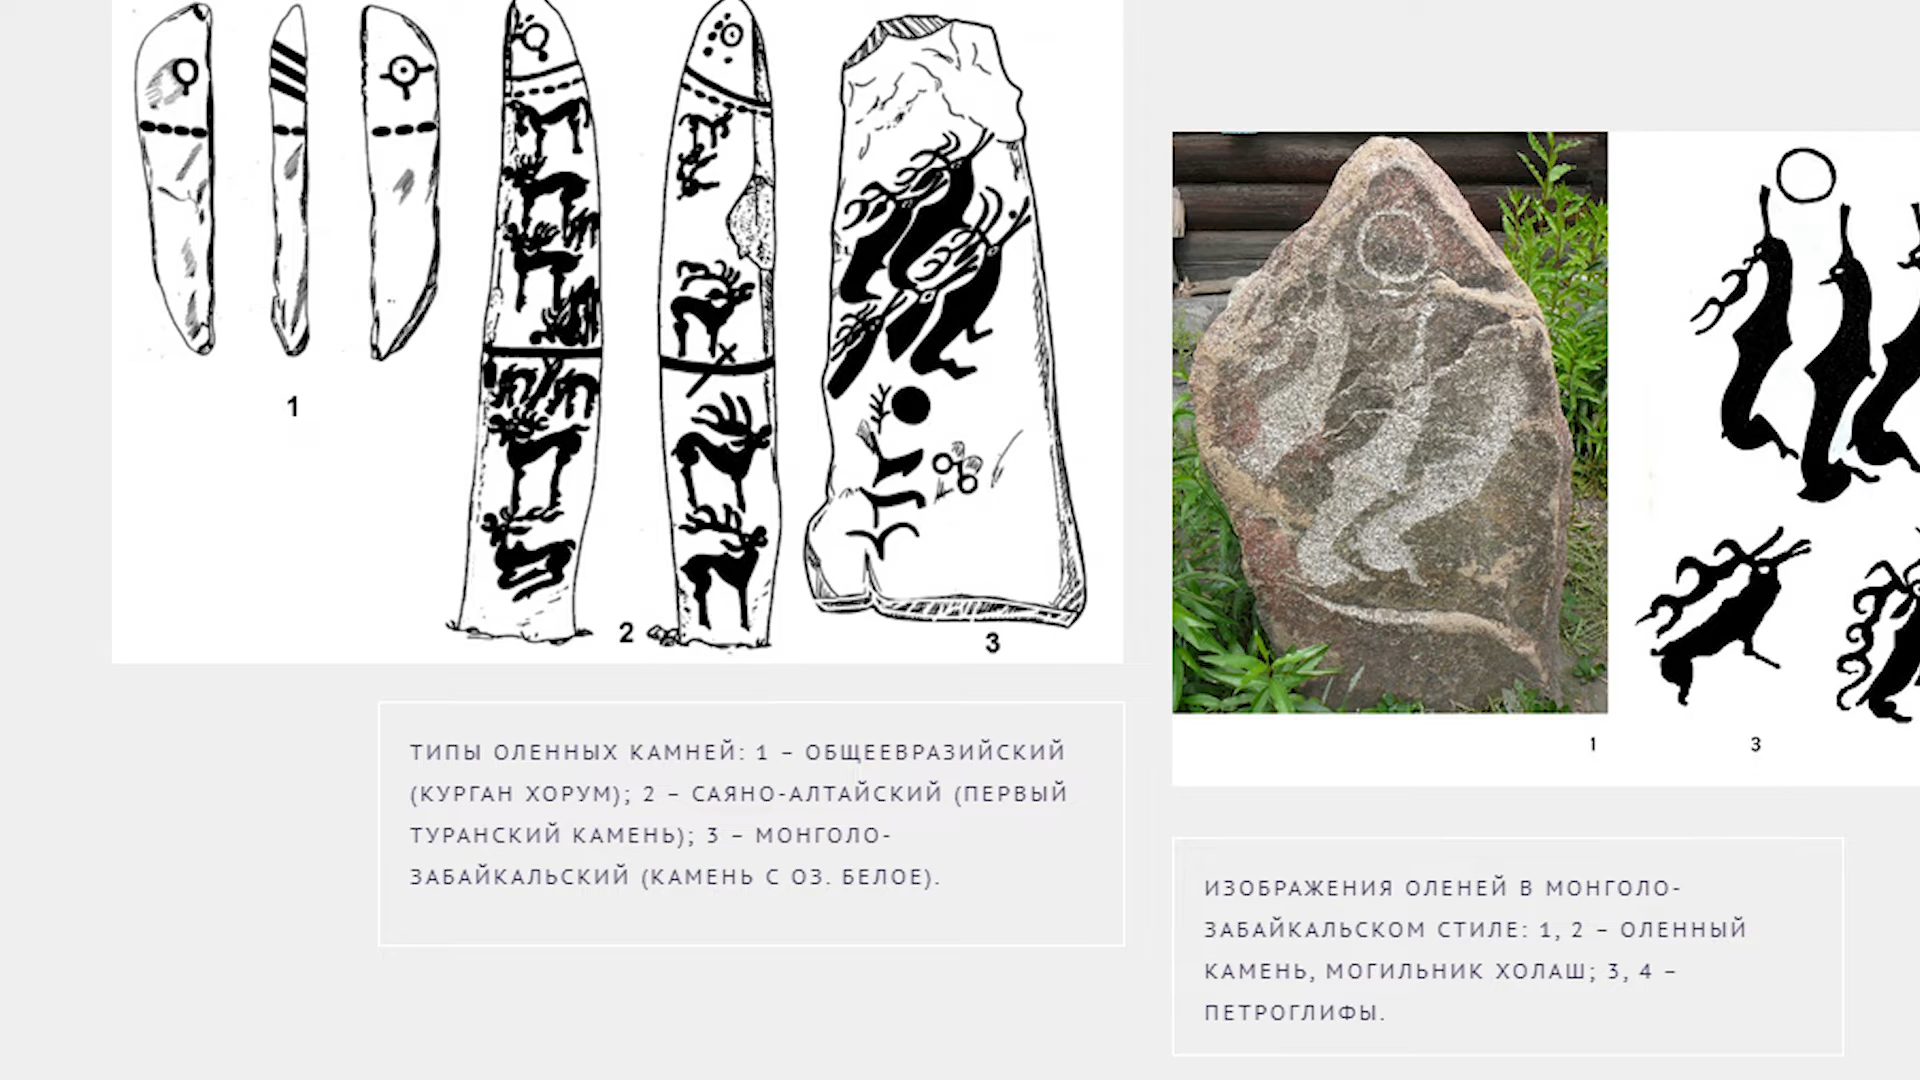 1
2
3
ТИПЫ ОЛЕННЫХ КАМНЕЙ: 1 – ОБЩЕЕВРАЗИЙСКИЙ
(КУРГАН ХОРУМ); 2 – САЯНО-АЛТАЙСКИЙ (ПЕРВЫЙ
ТУРАНСКИЙ КАМЕНЬ); 3 – МОНГОЛО-
ЗАБАЙКАЛЬСКИЙ (КАМЕНЬ С ОЗ. БЕЛОЕ).
1
3
ИЗОБРАЖЕНИЯ ОЛЕНЕЙ В МОНГОЛО-
ЗАБАЙКАЛЬСКОМ СТИЛЕ: 1, 2 – ОЛЕННЫЙ
КАМЕНЬ, МОГИЛЬНИК ХОЛАШ; 3, 4 –
ПЕТРОГЛИФЫ.